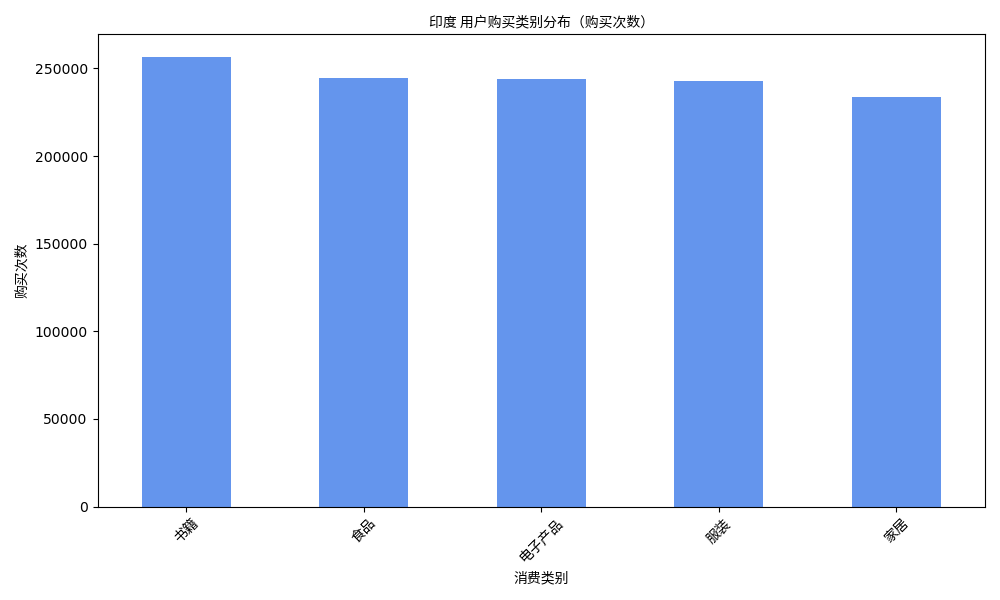 印度 用户购买类别分布（购买次数）
购买次数
250000
200000
150000
100000
50000
0
书籍
食品
电子产品
服装
家居
消费类别